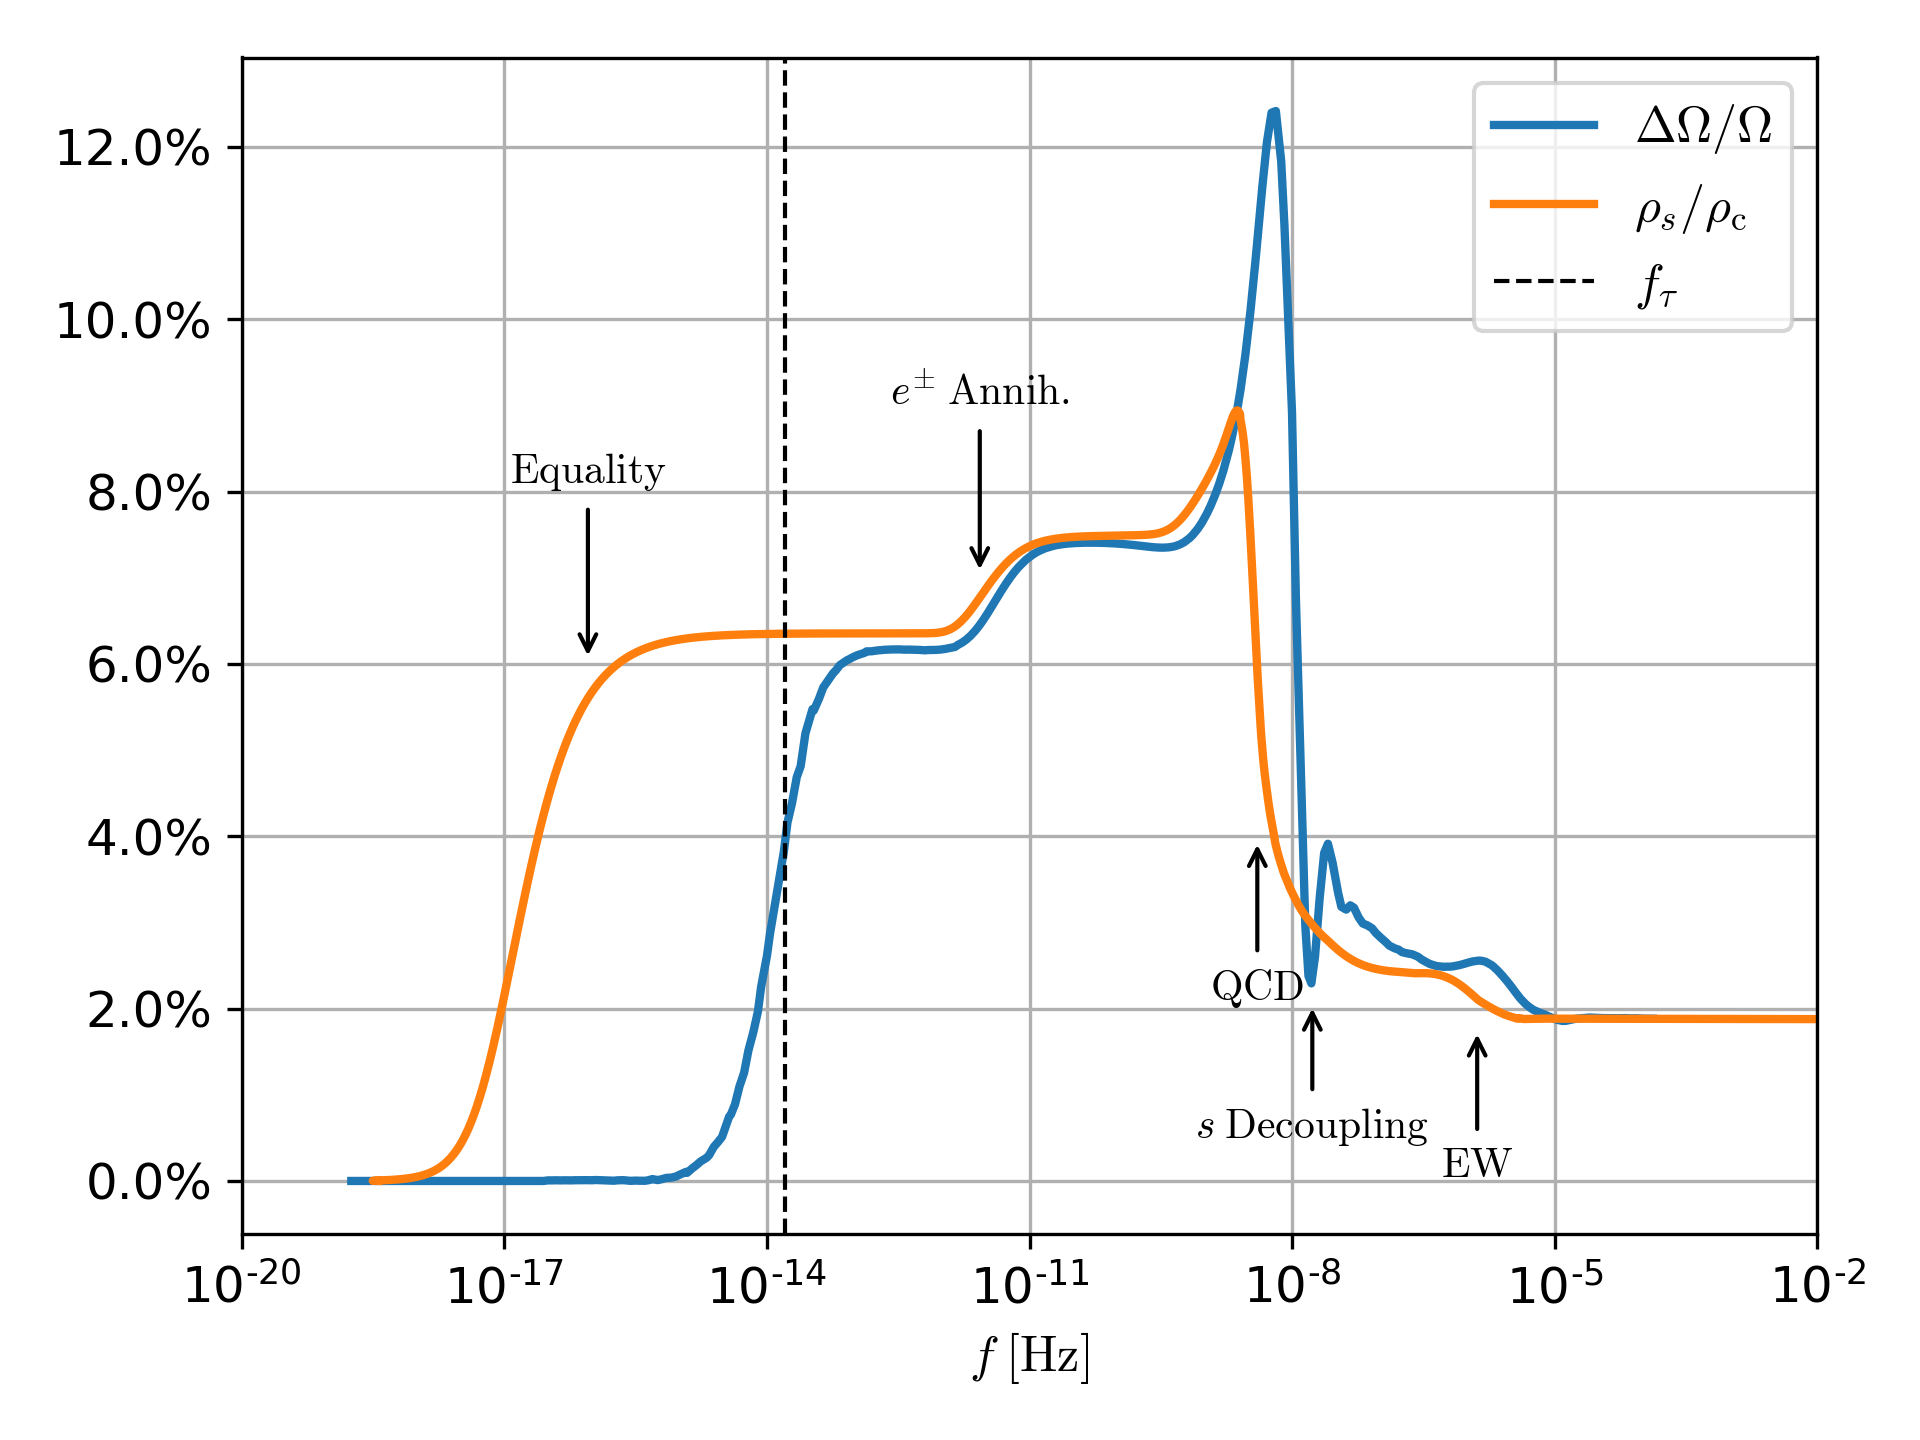 12.0%
10.0%
8.0%
6.0%
4.0%
2.0%
0.0%
ΔΩ/Ω
ρₛ/ρ_c
f_τ
e^± Annih.
Equality
QCD
s Decoupling
EW
10^-20 10^-17 10^-14 10^-11 10^-8 10^-5 10^-2
f [Hz]